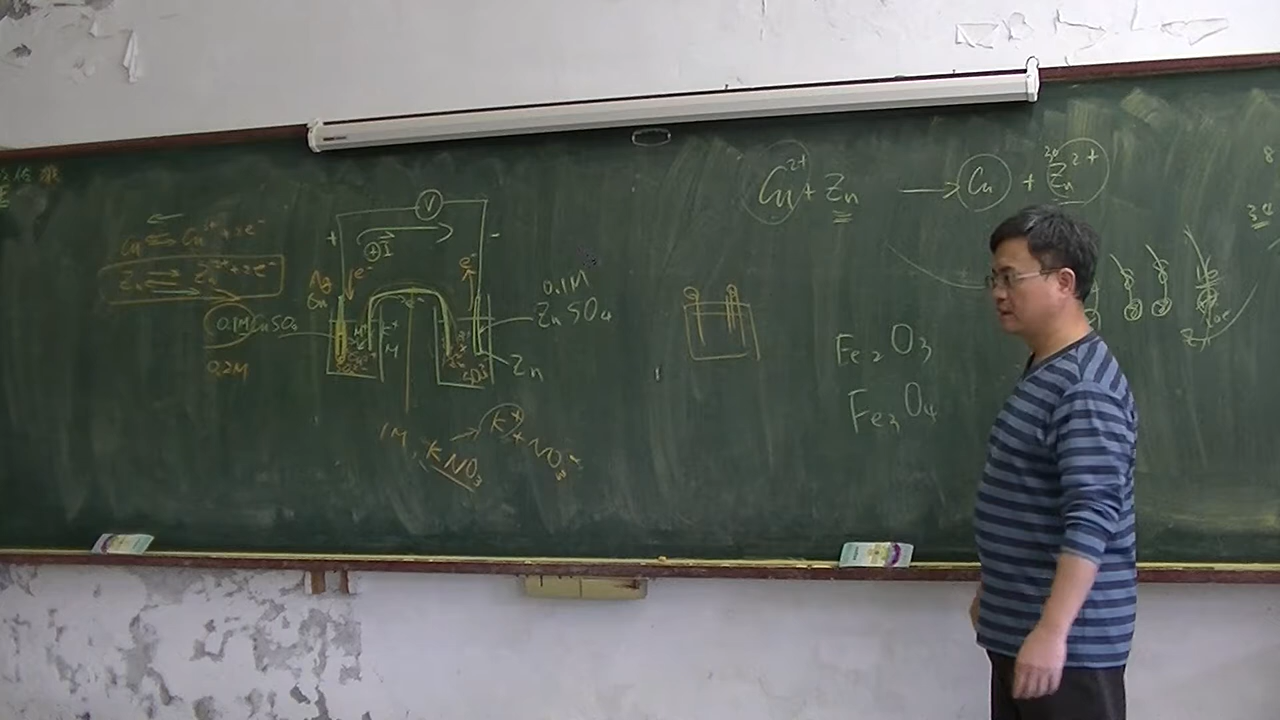 Cu²⁺ + Zn → Cu + Zn²⁺
Cu ⇌ Cu²⁺ + 2e⁻
Zn ⇌ Zn²⁺ + 2e⁻
V
+
-
I
e⁻
e⁻
Ag
Cu
0.1M CuSO₄
0.2M
0.1M
ZnSO₄
Zn
K⁺
1M, KNO₃ → K⁺ + NO₃⁻
Fe₂O₃
Fe₃O₄